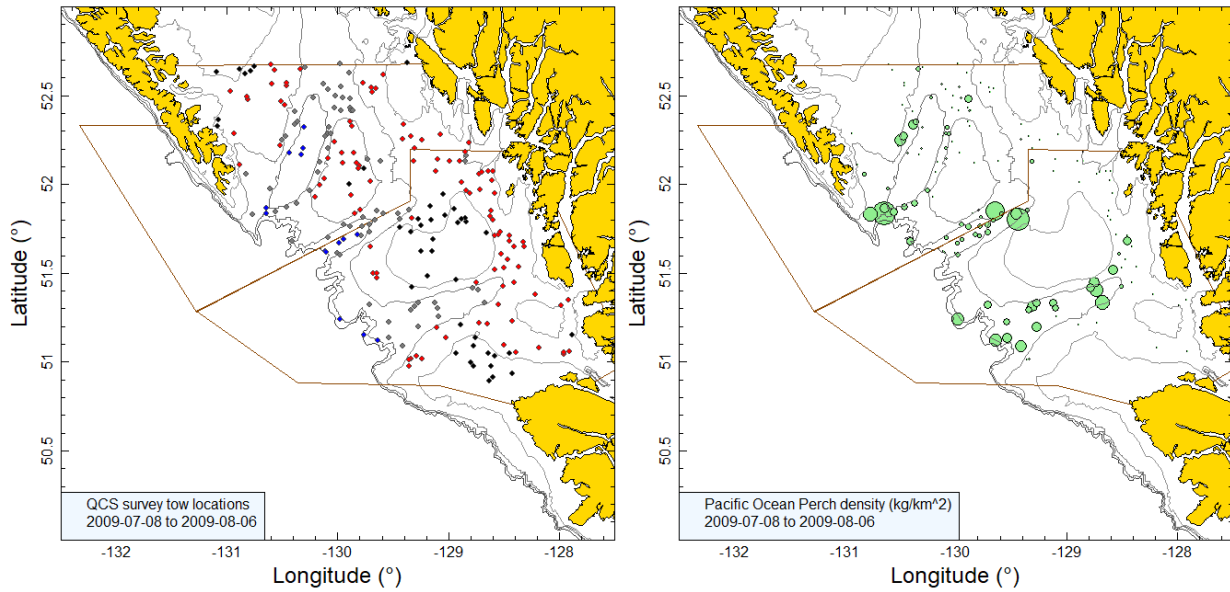 52.5
52
51.5
51
50.5
Latitude (°)
QCS survey tow locations
2009-07-08 to 2009-08-06
-132
-131
-130
-129
-128
Longitude (°)
52.5
52
51.5
51
50.5
Latitude (°)
Pacific Ocean Perch density (kg/km^2)
2009-07-08 to 2009-08-06
-132
-131
-130
-129
-128
Longitude (°)